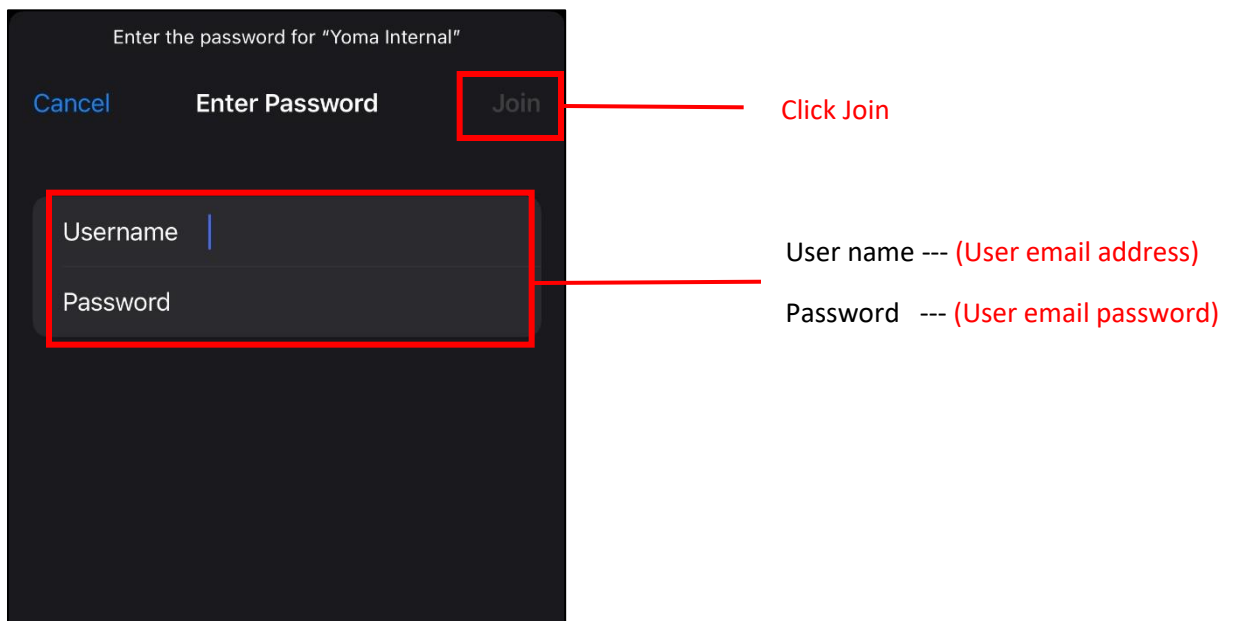 Enter the password for “Yoma Internal”
Cancel Enter Password Join
Click Join
Username
User name --- (User email address)
Password
Password --- (User email password)